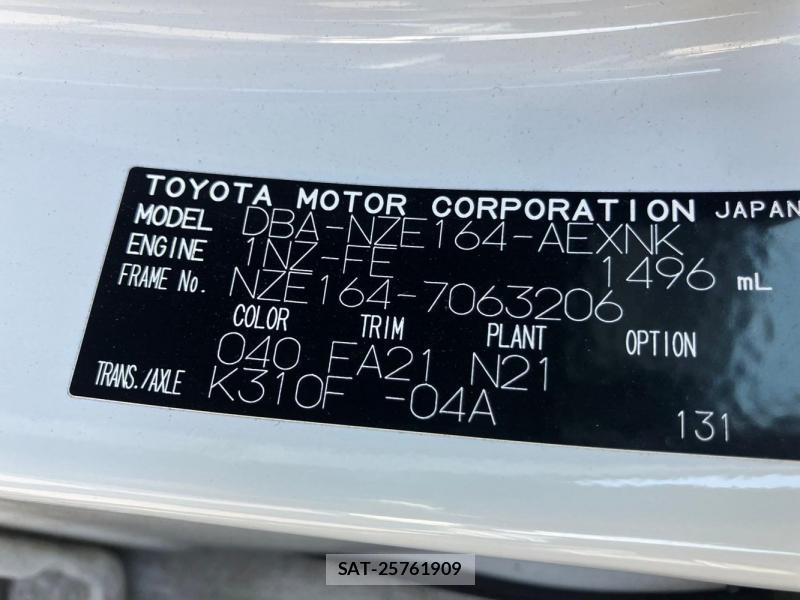 TOYOTA MOTOR CORPORATION JAPAN
MODEL DBA-NZE164-AEXNK
ENGINE 1NZ-FE 1496 mL
FRAME No. NZE164-7063206
COLOR TRIM PLANT OPTION
040 FA21 N21
TRANS./AXLE K310F -04A
131
SAT-25761909